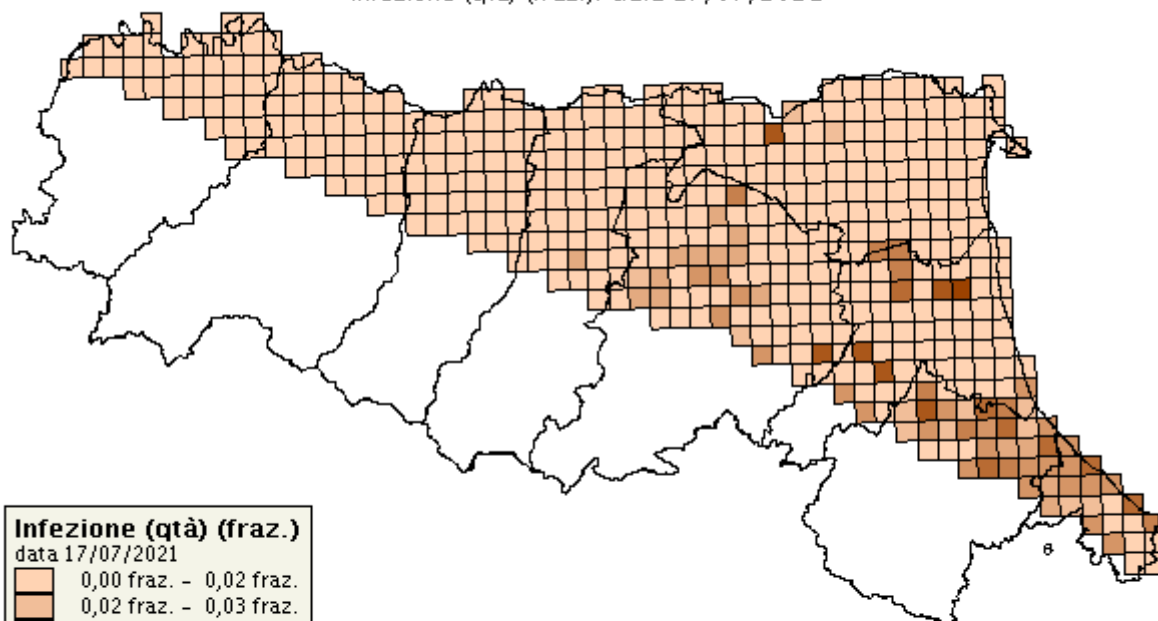 Infezione (qtà) (fraz.)
data 17/07/2021
0,00 fraz. - 0,02 fraz.
0,02 fraz. - 0,03 fraz.